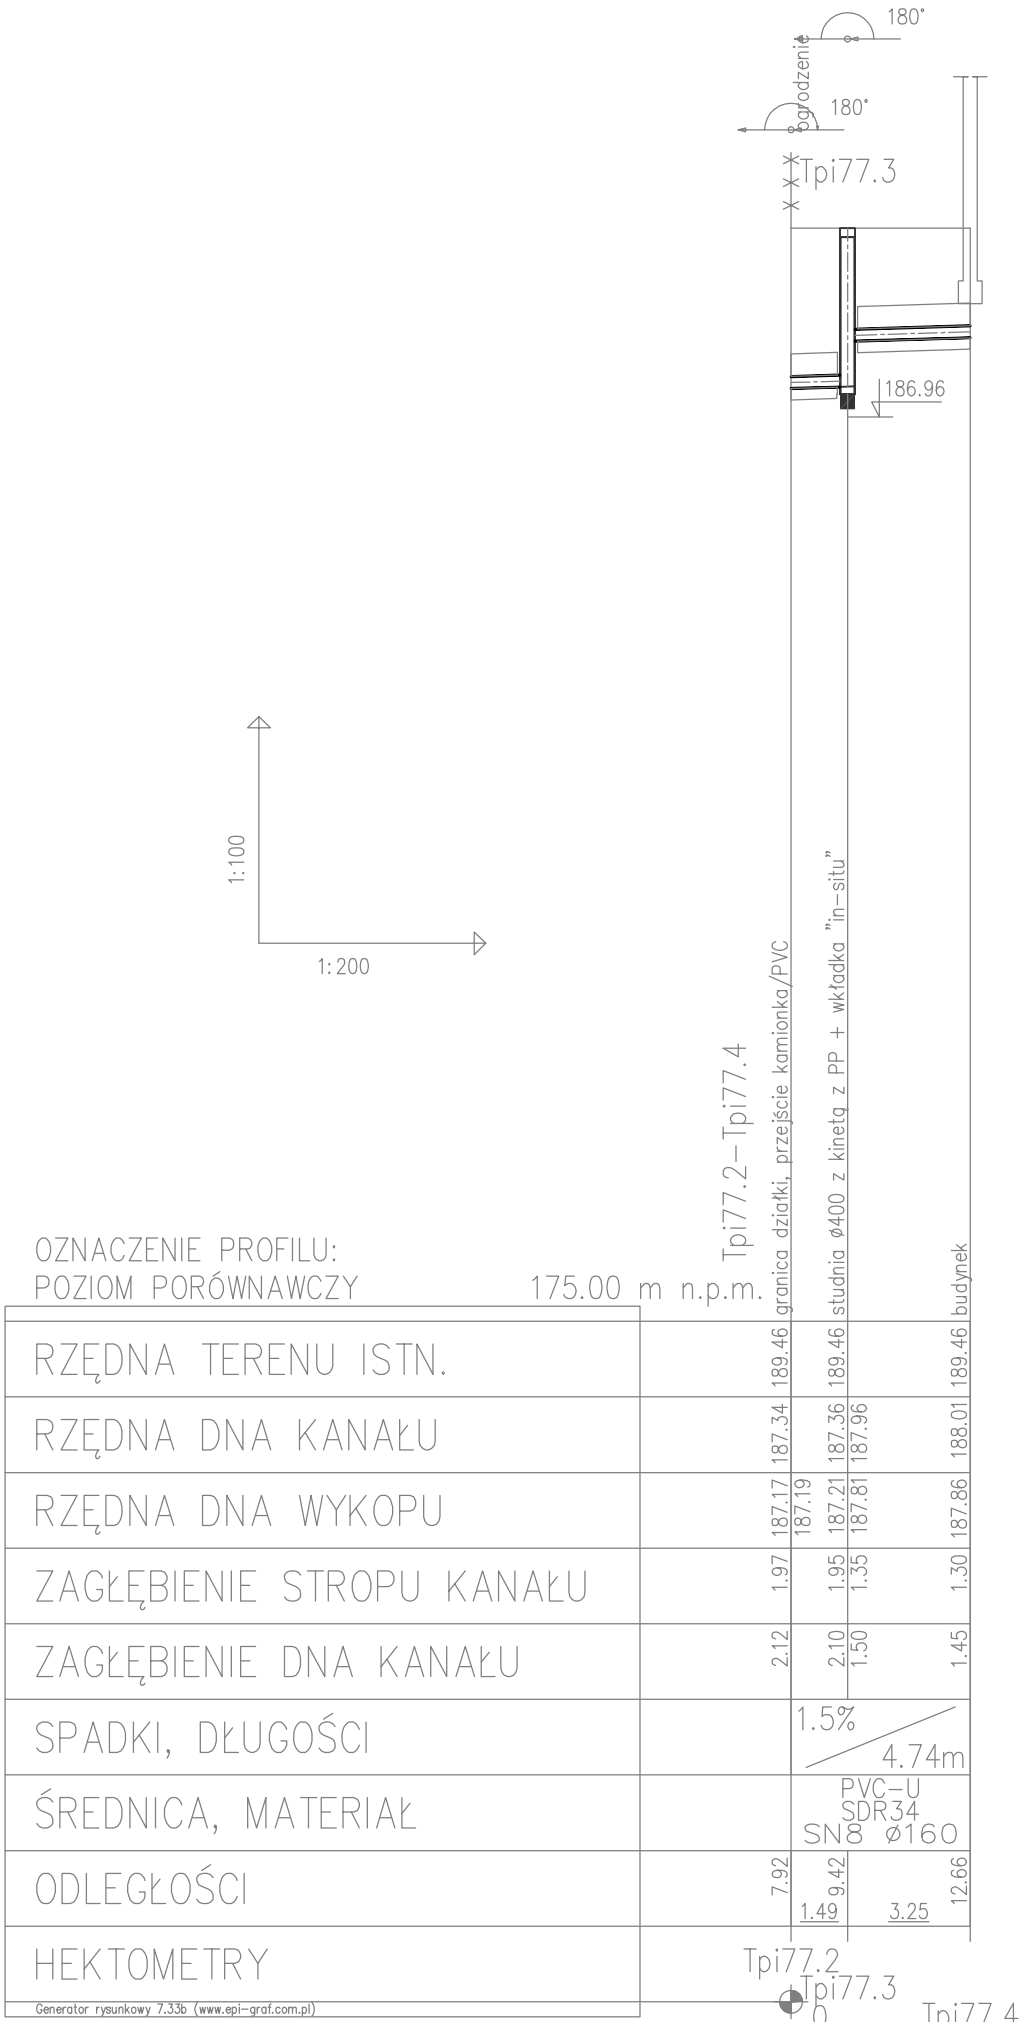 180°
ogrodzenie
180°
Tpi77.3
186.96
1:100
1:200
Tpi77.2-Tpi77.4
granica działki, przejście kamionka/PVC
studnia ø400 z kinetą z PP + wkładka "in-situ"
budynek
OZNACZENIE PROFILU:
POZIOM PORÓWNAWCZY 175.00 m n.p.m.
RZĘDNA TERENU ISTN. 189.46 189.46 189.46
RZĘDNA DNA KANAŁU 187.34 187.36 187.96 188.01
RZĘDNA DNA WYKOPU 187.17 187.19 187.21 187.81 187.86
ZAGŁĘBIENIE STROPU KANAŁU 1.97 1.95 1.35 1.30
ZAGŁĘBIENIE DNA KANAŁU 2.12 2.10 1.50 1.45
SPADKI, DŁUGOŚCI 1.5% 4.74m
ŚREDNICA, MATERIAŁ PVC-U
SDR34
SN8 ø160
ODLEGŁOŚCI 7.92 9.42 12.66
1.49 3.25
HEKTOMETRY
Tpi77.2
Tpi77.3
0
Tpi77.4
Generator rysunkowy 7.33b (www.epi-graf.com.pl)